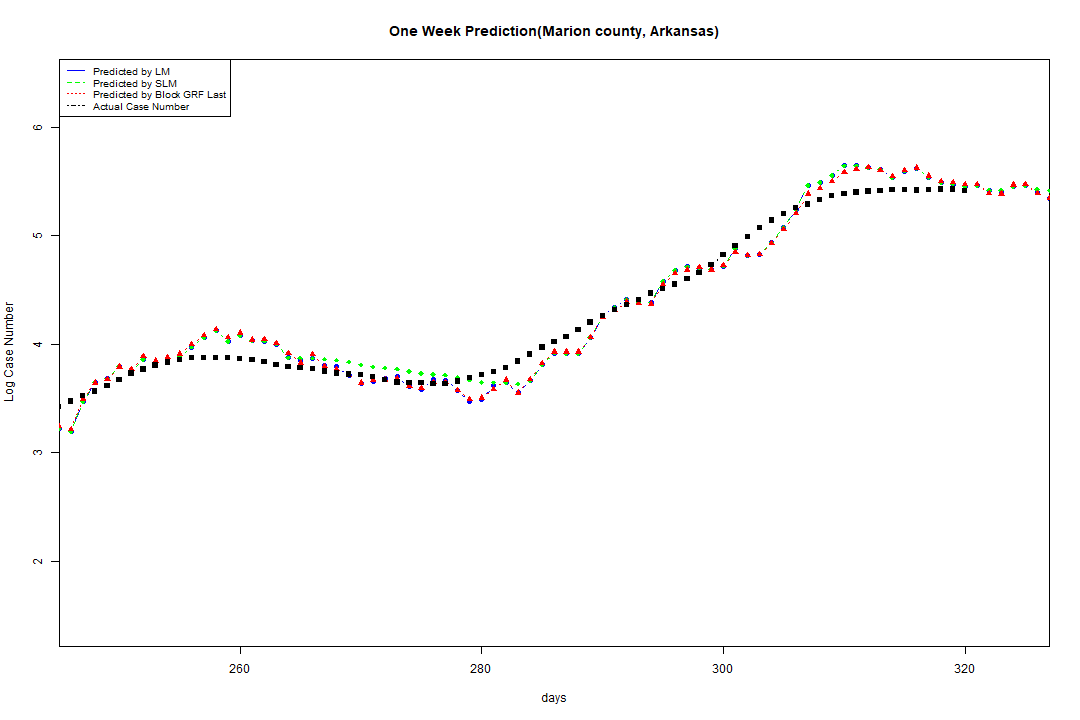 One Week Prediction(Marion county, Arkansas)
Predicted by LM
Predicted by SLM
Predicted by Block GRF Last
Actual Case Number
Log Case Number
6
5
4
3
2
260 280 300 320
days